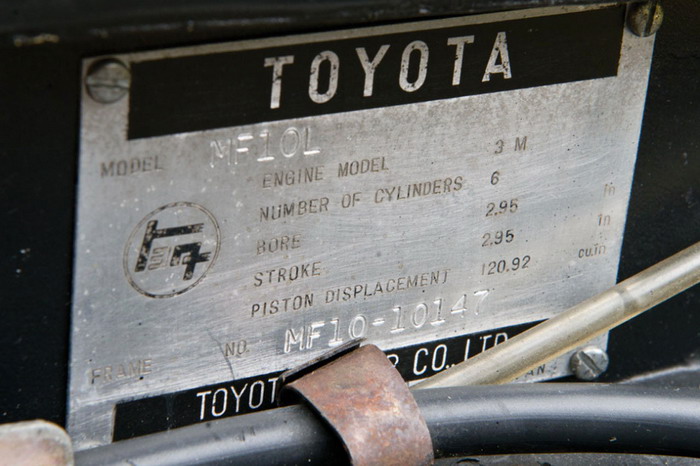 TOYOTA
MODEL MF10L
ENGINE MODEL 3 M
NUMBER OF CYLINDERS 6
BORE 2.95 in
STROKE 2.95 in
PISTON DISPLACEMENT 120.92 cu.in
FRAME NO. MF10-10147
CO., LTD.